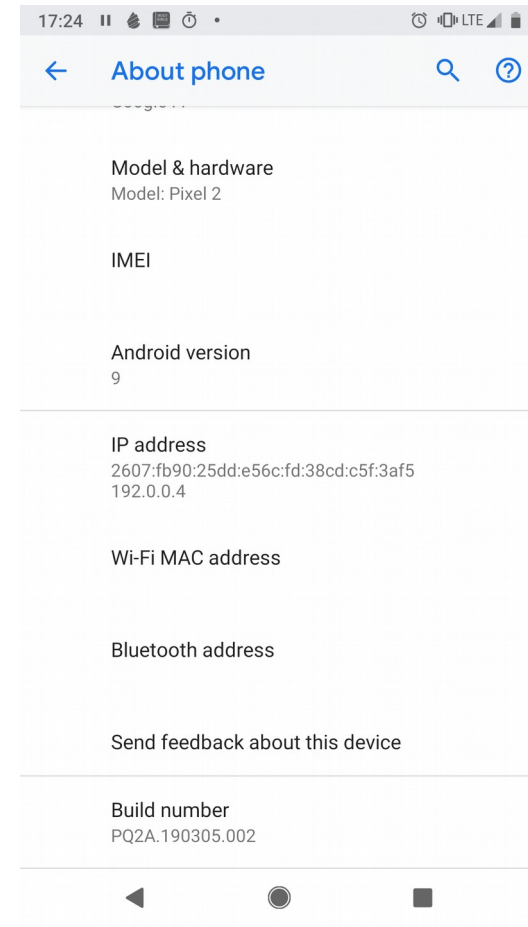 17:24 LTE
About phone
Model & hardware
Model: Pixel 2
IMEI
Android version
9
IP address
2607:fb90:25dd:e56c:fd:38cd:c5f:3af5
192.0.0.4
Wi-Fi MAC address
Bluetooth address
Send feedback about this device
Build number
PQ2A.190305.002